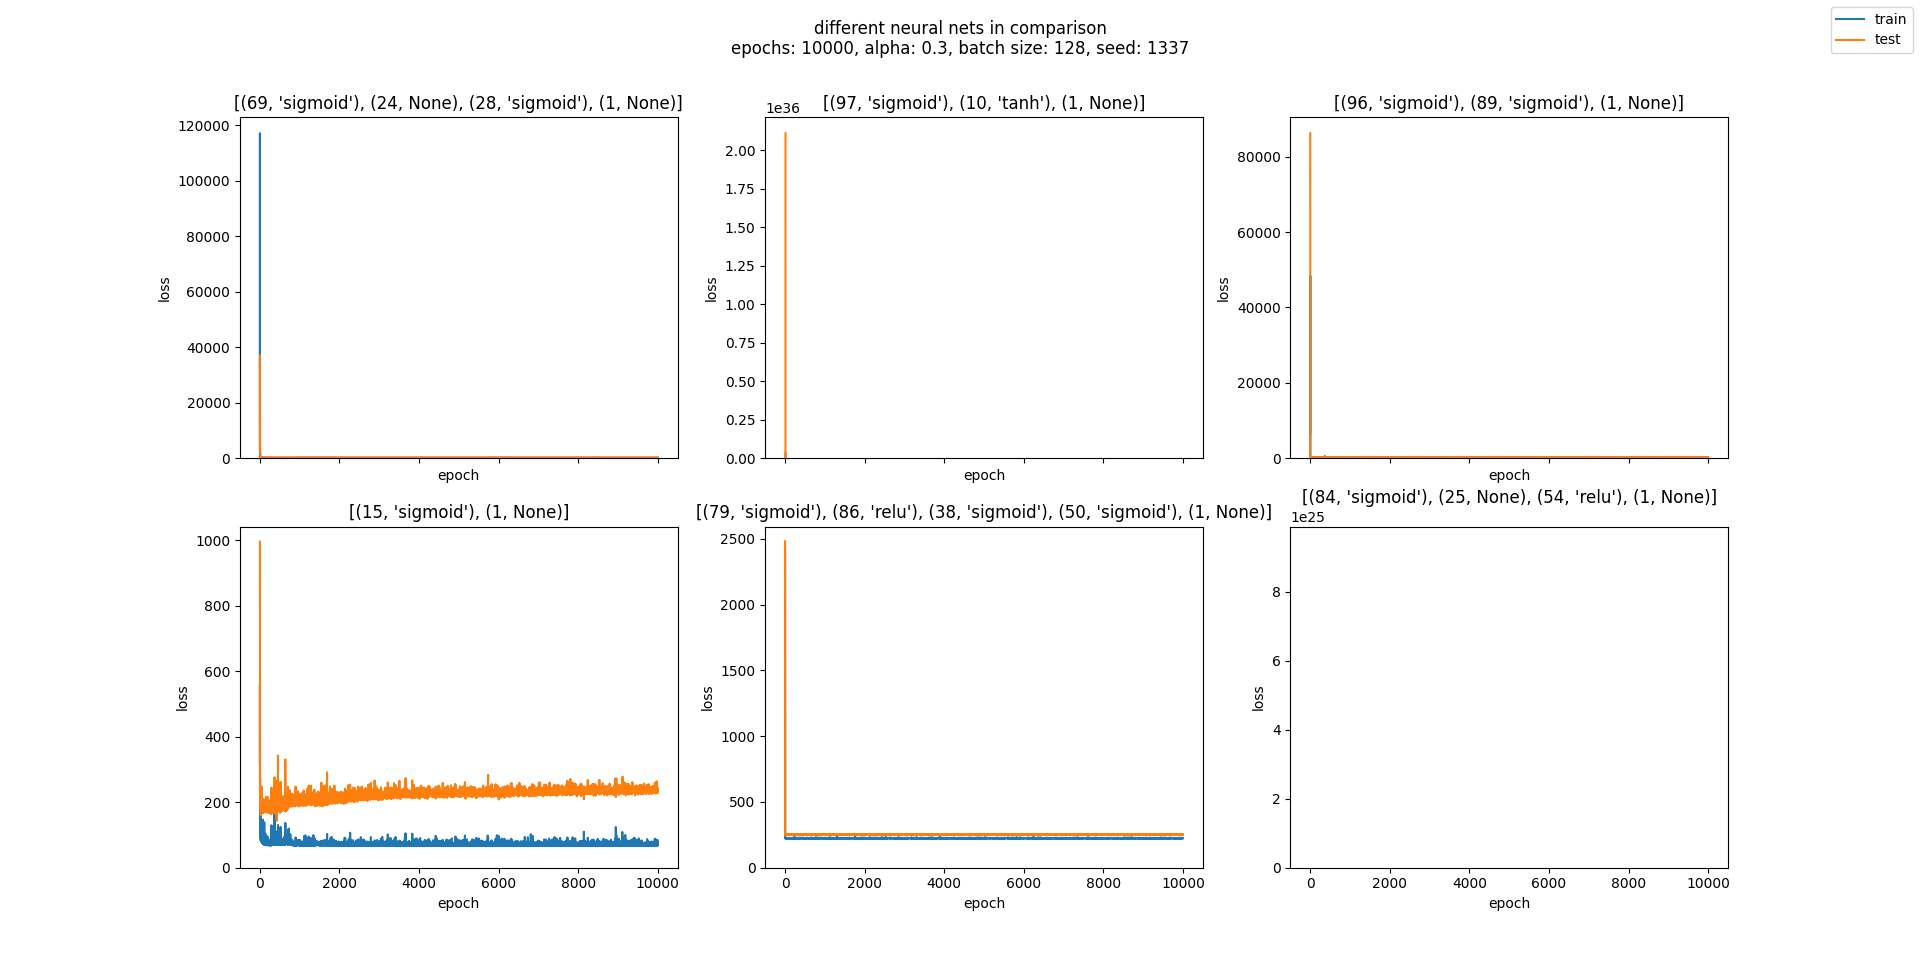 different neural nets in comparison
epochs: 10000, alpha: 0.3, batch size: 128, seed: 1337
train
test
[(69, 'sigmoid'), (24, None), (28, 'sigmoid'), (1, None)]
120000
100000
80000
60000
40000
20000
0
loss
epoch
[(97, 'sigmoid'), (10, 'tanh'), (1, None)]
1e36
2.00
1.75
1.50
1.25
1.00
0.75
0.50
0.25
0.00
loss
epoch
[(96, 'sigmoid'), (89, 'sigmoid'), (1, None)]
80000
60000
40000
20000
0
loss
epoch
[(15, 'sigmoid'), (1, None)]
1000
800
600
400
200
0
loss
0 2000 4000 6000 8000 10000
epoch
[(79, 'sigmoid'), (86, 'relu'), (38, 'sigmoid'), (50, 'sigmoid'), (1, None)]
2500
2000
1500
1000
500
0
loss
0 2000 4000 6000 8000 10000
epoch
[(84, 'sigmoid'), (25, None), (54, 'relu'), (1, None)]
1e25
8
6
4
2
0
loss
0 2000 4000 6000 8000 10000
epoch